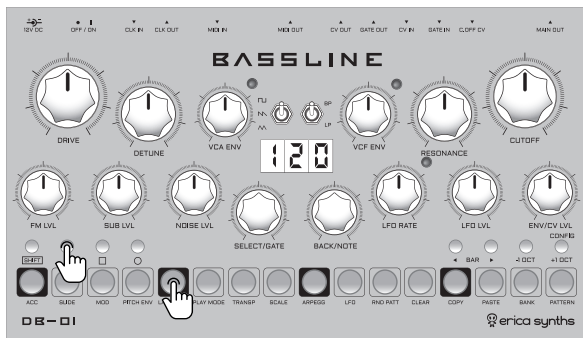 12V DC OFF / ON CLK IN CLK OUT MIDI IN MIDI OUT CV OUT GATE OUT CV IN GATE IN C.OFF CV MAIN OUT
BASSLINE
BP
LP
DRIVE DETUNE VCA ENV VCF ENV RESONANCE CUTOFF
120
FM LVL SUB LVL NOISE LVL SELECT/GATE BACK/NOTE LFO RATE LFO LVL ENV/CV LVL
CONFIG
SHIFT BAR -1 OCT +1 OCT
ACC SLIDE MOD PITCH ENV PLAY MODE TRANSP SCALE ARPEGG LFO RND PATT CLEAR COPY PASTE BANK PATTERN
DB-01 erica synths